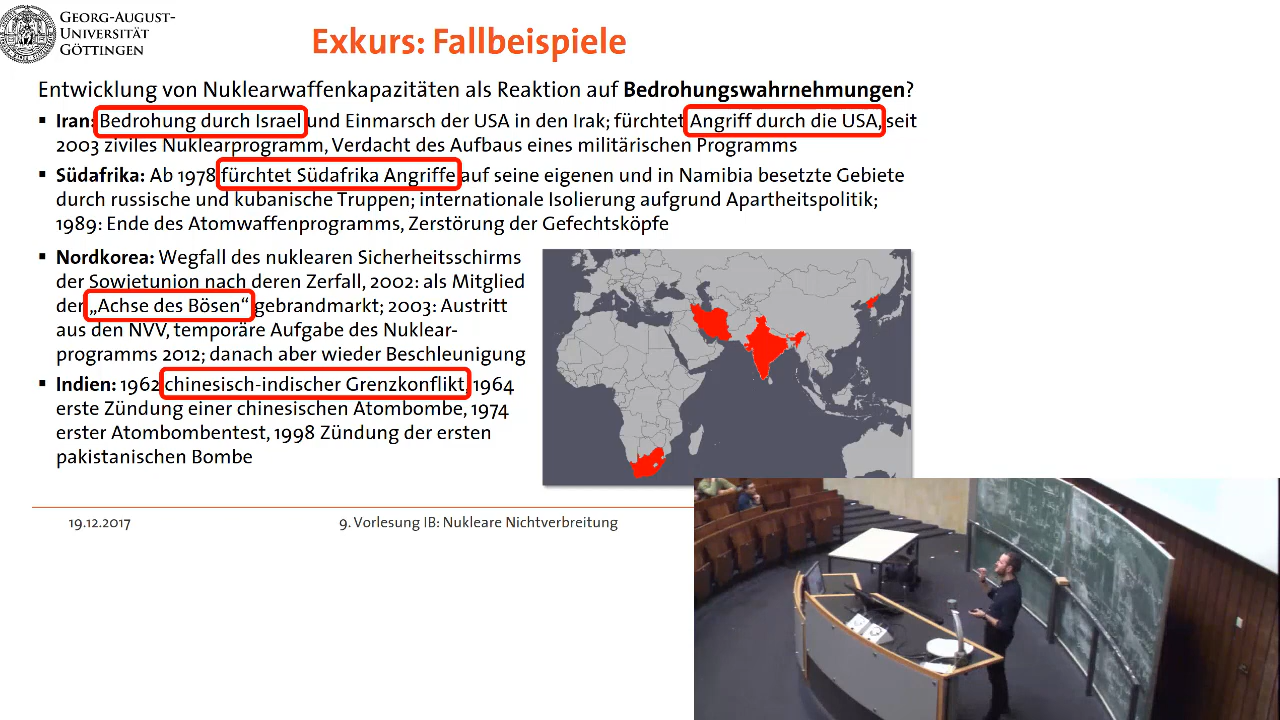 GEORG-AUGUST-
UNIVERSITÄT
GÖTTINGEN
Exkurs: Fallbeispiele
Entwicklung von Nuklearwaffenkapazitäten als Reaktion auf Bedrohungswahrnehmungen?
▪ Iran: Bedrohung durch Israel und Einmarsch der USA in den Irak; fürchtet Angriff durch die USA, seit
2003 ziviles Nuklearprogramm, Verdacht des Aufbaus eines militärischen Programms
▪ Südafrika: Ab 1978 fürchtet Südafrika Angriffe auf seine eigenen und in Namibia besetzte Gebiete
durch russische und kubanische Truppen; internationale Isolierung aufgrund Apartheitspolitik;
1989: Ende des Atomwaffenprogramms, Zerstörung der Gefechtsköpfe
▪ Nordkorea: Wegfall des nuklearen Sicherheitsschirms
der Sowjetunion nach deren Zerfall, 2002: als Mitglied
der „Achse des Bösen“ gebrandmarkt; 2003: Austritt
aus den NVV, temporäre Aufgabe des Nuklear-
programms 2012; danach aber wieder Beschleunigung
▪ Indien: 1962 chinesisch-indischer Grenzkonflikt, 1964
erste Zündung einer chinesischen Atombombe, 1974
erster Atombombentest, 1998 Zündung der ersten
pakistanischen Bombe
19.12.2017
9. Vorlesung IB: Nukleare Nichtverbreitung